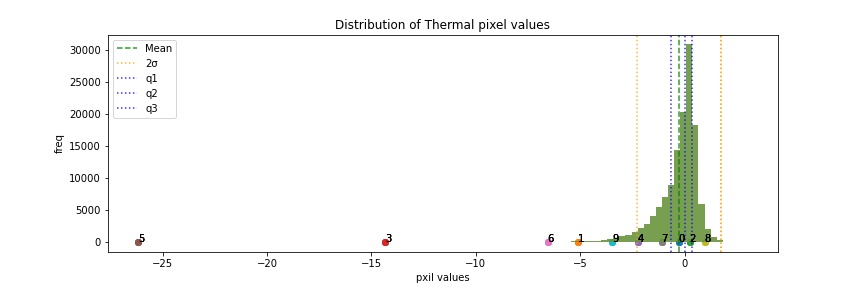 Distribution of Thermal pixel values
freq
30000
25000
20000
15000
10000
5000
0
Mean
2σ
q1
q2
q3
5 3 6 1 9 4 7 0 2 8
−25 −20 −15 −10 −5 0
pxil values